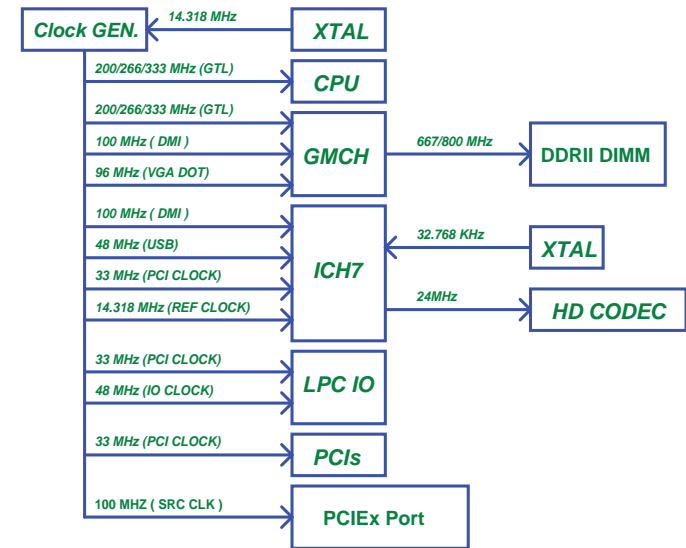 Clock GEN.
14.318 MHz
XTAL
200/266/333 MHz (GTL)
CPU
200/266/333 MHz (GTL)
100 MHz ( DMI )
96 MHz (VGA DOT)
GMCH
667/800 MHz
DDRII DIMM
100 MHz ( DMI )
48 MHz (USB)
33 MHz (PCI CLOCK)
14.318 MHz (REF CLOCK)
ICH7
32.768 KHz
XTAL
24MHz
HD CODEC
33 MHz (PCI CLOCK)
48 MHz (IO CLOCK)
LPC IO
33 MHz (PCI CLOCK)
PCIs
100 MHZ ( SRC CLK )
PCIEx Port